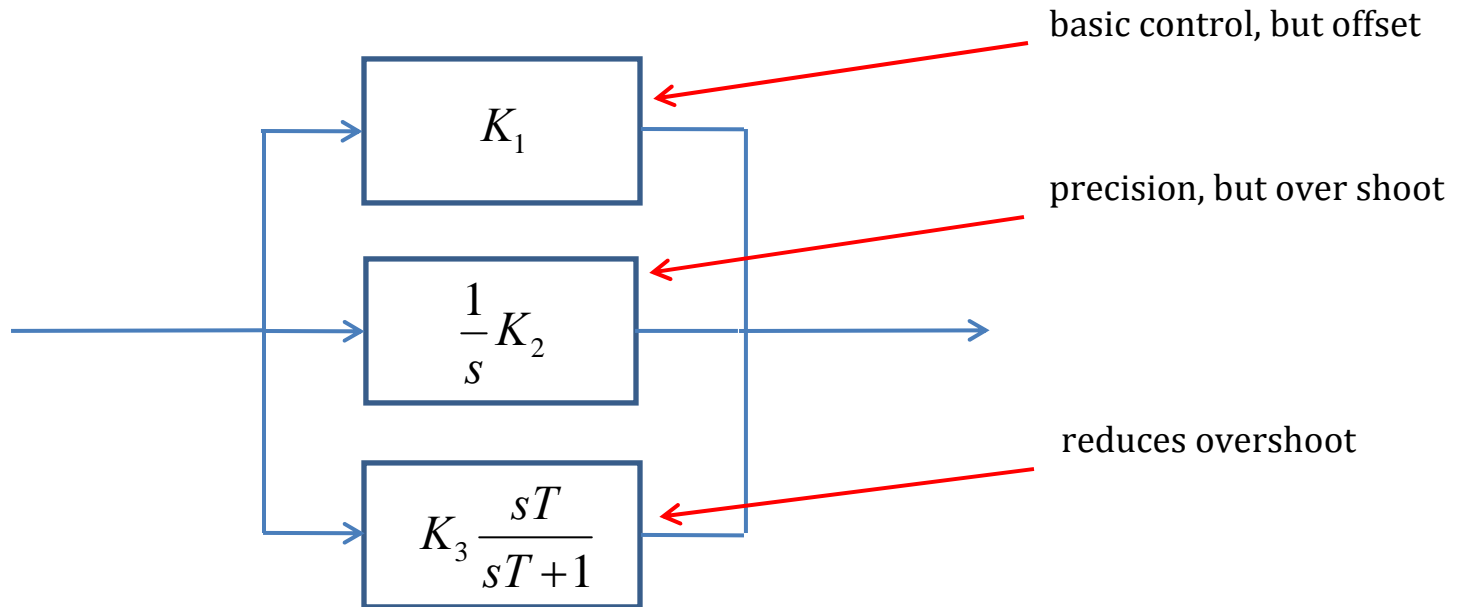 basic control, but offset
K₁
precision, but over shoot
1/s K₂
reduces overshoot
K₃ sT/(sT+1)